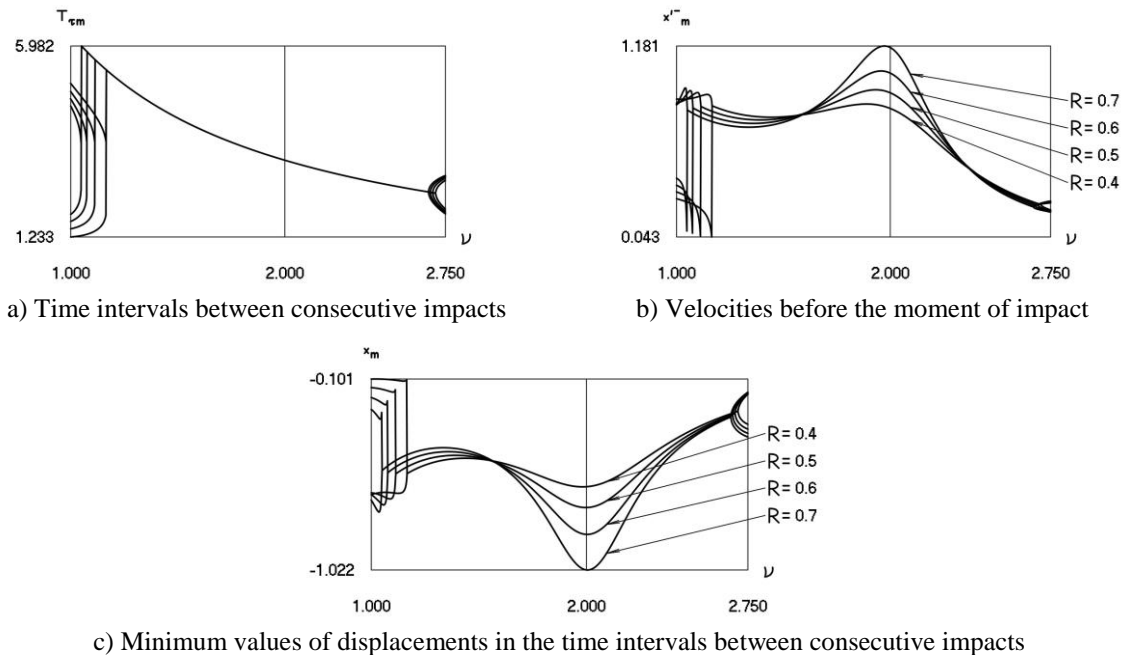 Tτm
5.982
1.233
ν
1.000 2.000 2.750
a) Time intervals between consecutive impacts
x'⁻m
1.181
0.043
R = 0.7
R = 0.6
R = 0.5
R = 0.4
ν
1.000 2.000 2.750
b) Velocities before the moment of impact
xm
-0.101
-1.022
R = 0.4
R = 0.5
R = 0.6
R = 0.7
ν
1.000 2.000 2.750
c) Minimum values of displacements in the time intervals between consecutive impacts